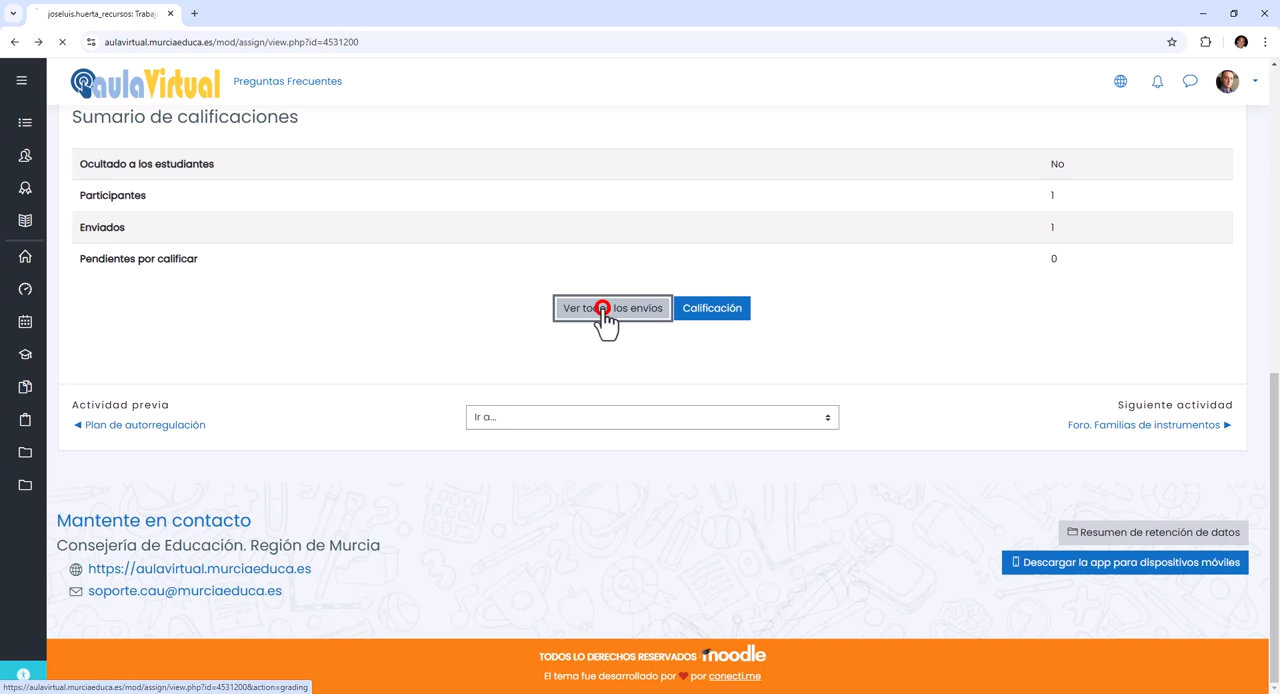 joseluis.huerta_recursos: Trabaj
aulavirtual.murciaeduca.es/mod/assign/view.php?id=4531200
aulaVirtual
Preguntas Frecuentes
Sumario de calificaciones
Ocultado a los estudiantes No
Participantes 1
Enviados 1
Pendientes por calificar 0
Ver todos los envíos Calificación
Actividad previa
Siguiente actividad
◄ Plan de autorregulación
Ir a...
Foro. Familias de instrumentos ►
Mantente en contacto
Consejería de Educación. Región de Murcia
https://aulavirtual.murciaeduca.es
soporte.cau@murciaeduca.es
Resumen de retención de datos
Descargar la app para dispositivos móviles
TODOS LO DERECHOS RESERVADOS moodle
El tema fue desarrollado por por conecti.me
https://aulavirtual.murciaeduca.es/mod/assign/view.php?id=4531200&action=grading